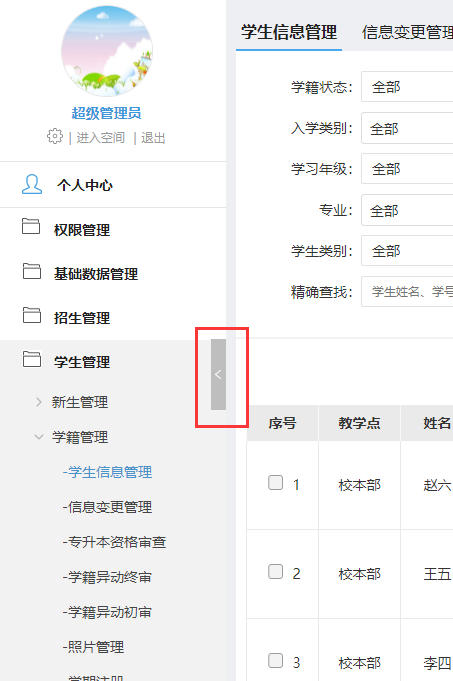 超级管理员
| 进入空间 | 退出
个人中心
权限管理
基础数据管理
招生管理
学生管理
新生管理
学籍管理
-学生信息管理
-信息变更管理
-专升本资格审查
-学籍异动终审
-学籍异动初审
-照片管理
-学期注册
学生信息管理 信息变更管理
学籍状态： 全部
入学类别： 全部
学习年级： 全部
专业： 全部
学生类别： 全部
精确查找： 学生姓名、学号
序号 教学点 姓名
1 校本部 赵六
2 校本部 王五
3 校本部 李四